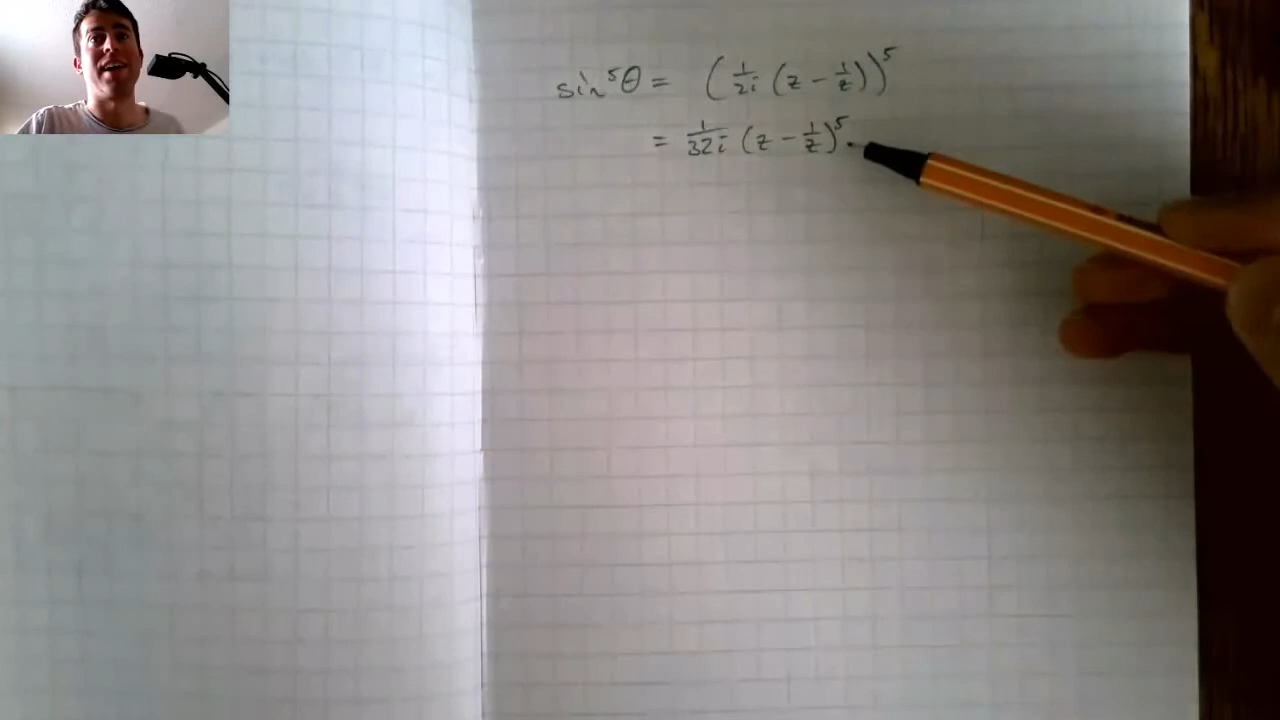 sin⁵θ = (1/2i (z − 1/z))⁵
= 1/32i (z − 1/z)⁵